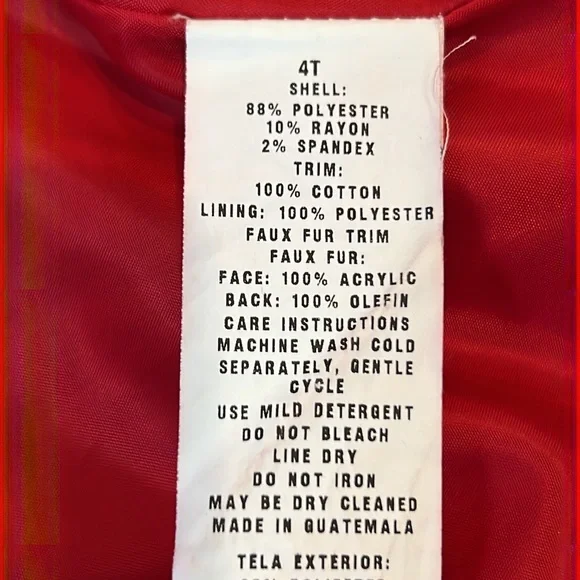 4T
SHELL:
88% POLYESTER
10% RAYON
2% SPANDEX
TRIM:
100% COTTON
LINING: 100% POLYESTER
FAUX FUR TRIM
FAUX FUR:
FACE: 100% ACRYLIC
BACK: 100% OLEFIN
CARE INSTRUCTIONS
MACHINE WASH COLD
SEPARATELY, GENTLE
CYCLE
USE MILD DETERGENT
DO NOT BLEACH
LINE DRY
DO NOT IRON
MAY BE DRY CLEANED
MADE IN GUATEMALA
TELA EXTERIOR: